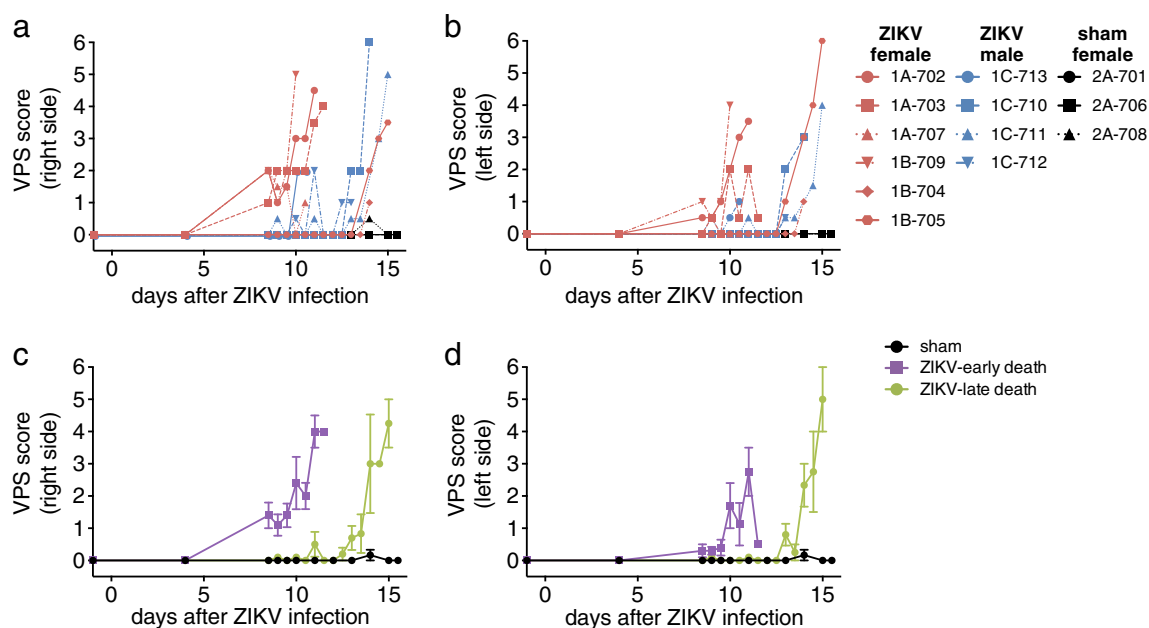 a
VPS score
(right side)
6
5
4
3
2
1
0
0 5 10 15
days after ZIKV infection
b
VPS score
(left side)
6
5
4
3
2
1
0
0 5 10 15
days after ZIKV infection
ZIKV female
1A-702
1A-703
1A-707
1B-709
1B-704
1B-705
ZIKV male
1C-713
1C-710
1C-711
1C-712
sham female
2A-701
2A-706
2A-708
c
VPS score
(right side)
6
5
4
3
2
1
0
0 5 10 15
days after ZIKV infection
d
VPS score
(left side)
6
5
4
3
2
1
0
0 5 10 15
days after ZIKV infection
sham
ZIKV-early death
ZIKV-late death